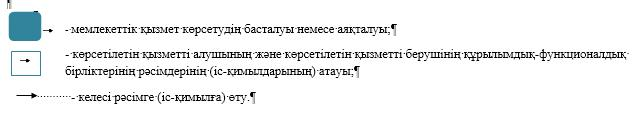 - мемлекеттік қызмет көрсетудің басталуы немесе аяқталуы;¶
- көрсетілетін қызметті алушының және көрсетілетін қызметті берушінің құрылымдық-функционалдық
бірліктерінің рәсімдерінің (іс-қимылдарының) атауы;¶
- келесі рәсімге (іс-қимылға) өту.¶